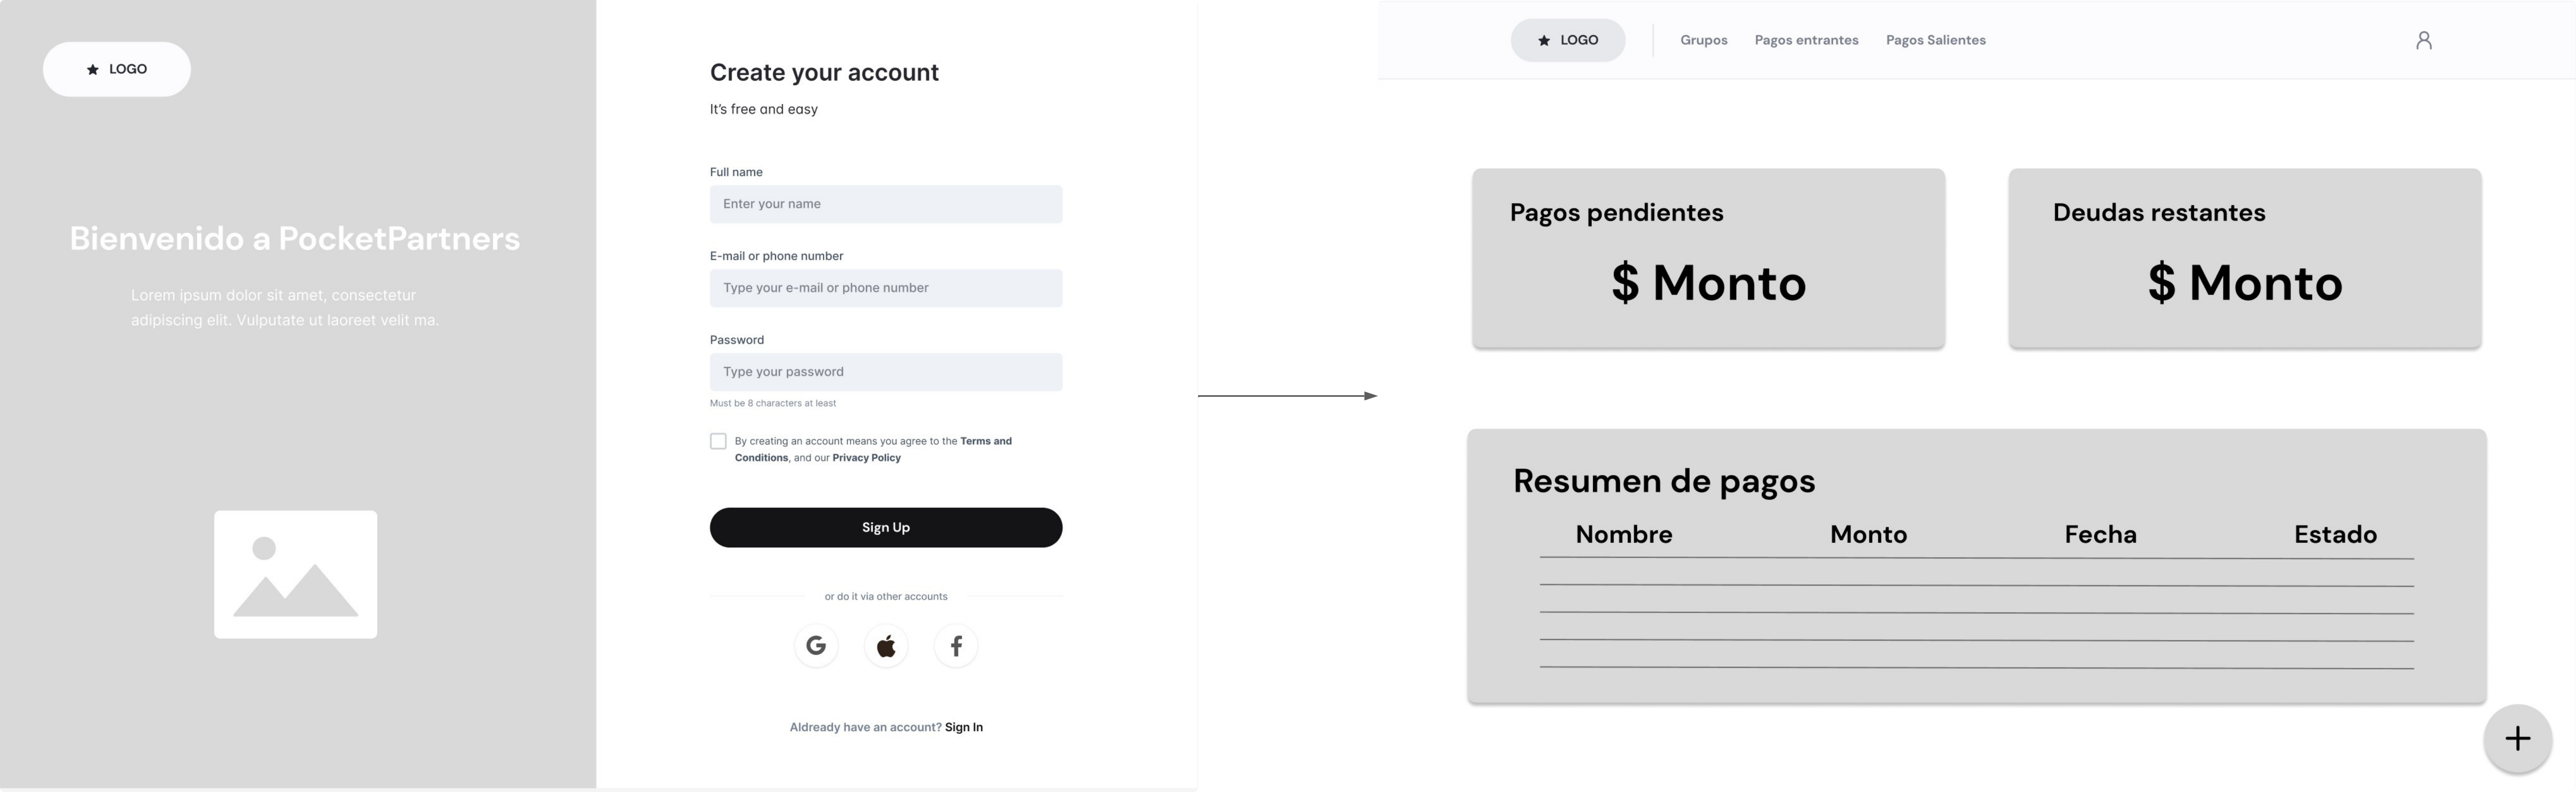 LOGO
Bienvenido a PocketPartners
Lorem ipsum dolor sit amet, consectetur
adipiscing elit. Vulputate ut laoreet velit ma.
Create your account
It's free and easy
Full name
Enter your name
E-mail or phone number
Type your e-mail or phone number
Password
Type your password
Must be 8 characters at least
By creating an account means you agree to the Terms and
Conditions, and our Privacy Policy
Sign Up
or do it via other accounts
Aldready have an account? Sign In
LOGO Grupos Pagos entrantes Pagos Salientes
Pagos pendientes
$ Monto
Deudas restantes
$ Monto
Resumen de pagos
Nombre Monto Fecha Estado